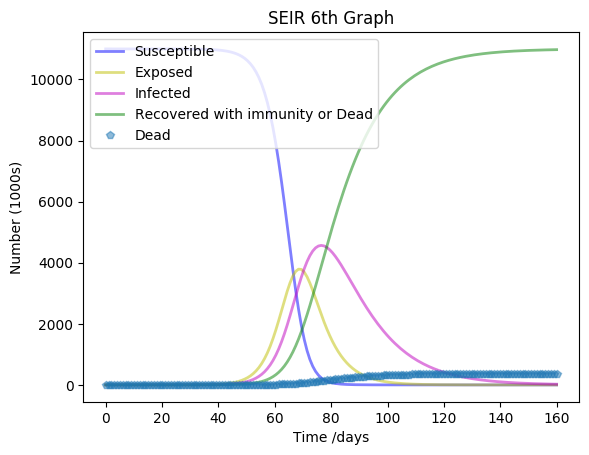 SEIR 6th Graph
Susceptible
Exposed
Infected
Recovered with immunity or Dead
Dead
Number (1000s)
10000
8000
6000
4000
2000
0
0 20 40 60 80 100 120 140 160
Time /days